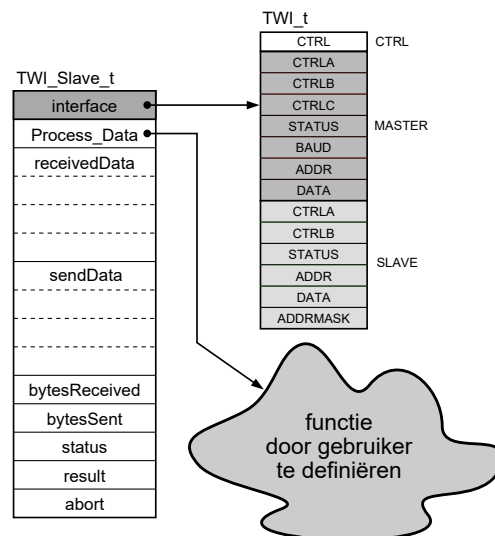 TWI_Slave_t
interface
Process_Data
receivedData
sendData
bytesReceived
bytesSent
status
result
abort
TWI_t
CTRL
CTRL
CTRLA
CTRLB
CTRLC
STATUS
MASTER
BAUD
ADDR
DATA
CTRLA
CTRLB
STATUS
SLAVE
ADDR
DATA
ADDRMASK
functie
door gebruiker
te definiëren